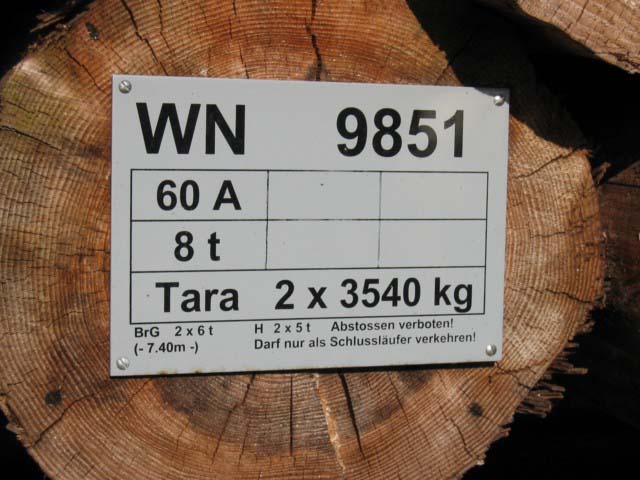 WN 9851
60 A
8 t
Tara 2 x 3540 kg
BrG 2 x 6 t H 2 x 5 t Abstossen verboten!
(- 7.40m -) Darf nur als Schlussläufer verkehren!